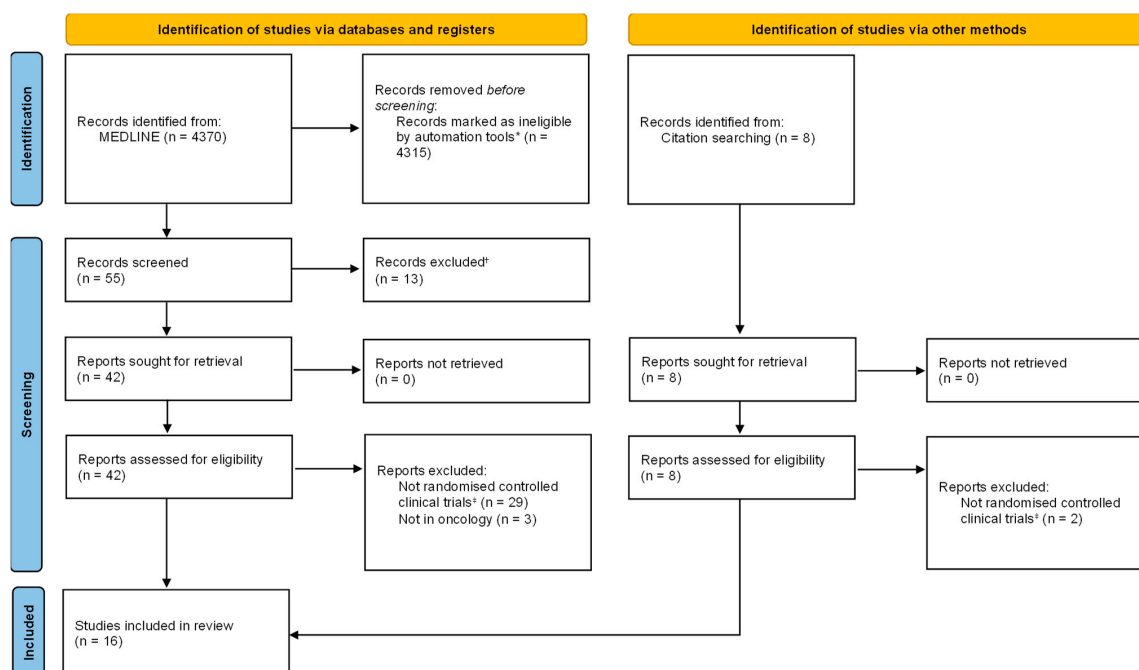 Identification of studies via databases and registers
Identification of studies via other methods
Identification
Records identified from:
MEDLINE (n = 4370)
Records removed before
screening:
Records marked as ineligible
by automation tools* (n =
4315)
Records identified from:
Citation searching (n = 8)
Screening
Records screened
(n = 55)
Records excluded†
(n = 13)
Reports sought for retrieval
(n = 42)
Reports not retrieved
(n = 0)
Reports sought for retrieval
(n = 8)
Reports not retrieved
(n = 0)
Reports assessed for eligibility
(n = 42)
Reports excluded:
Not randomised controlled
clinical trials‡ (n = 29)
Not in oncology (n = 3)
Reports assessed for eligibility
(n = 8)
Reports excluded:
Not randomised controlled
clinical trials‡ (n = 2)
Included
Studies included in review
(n = 16)